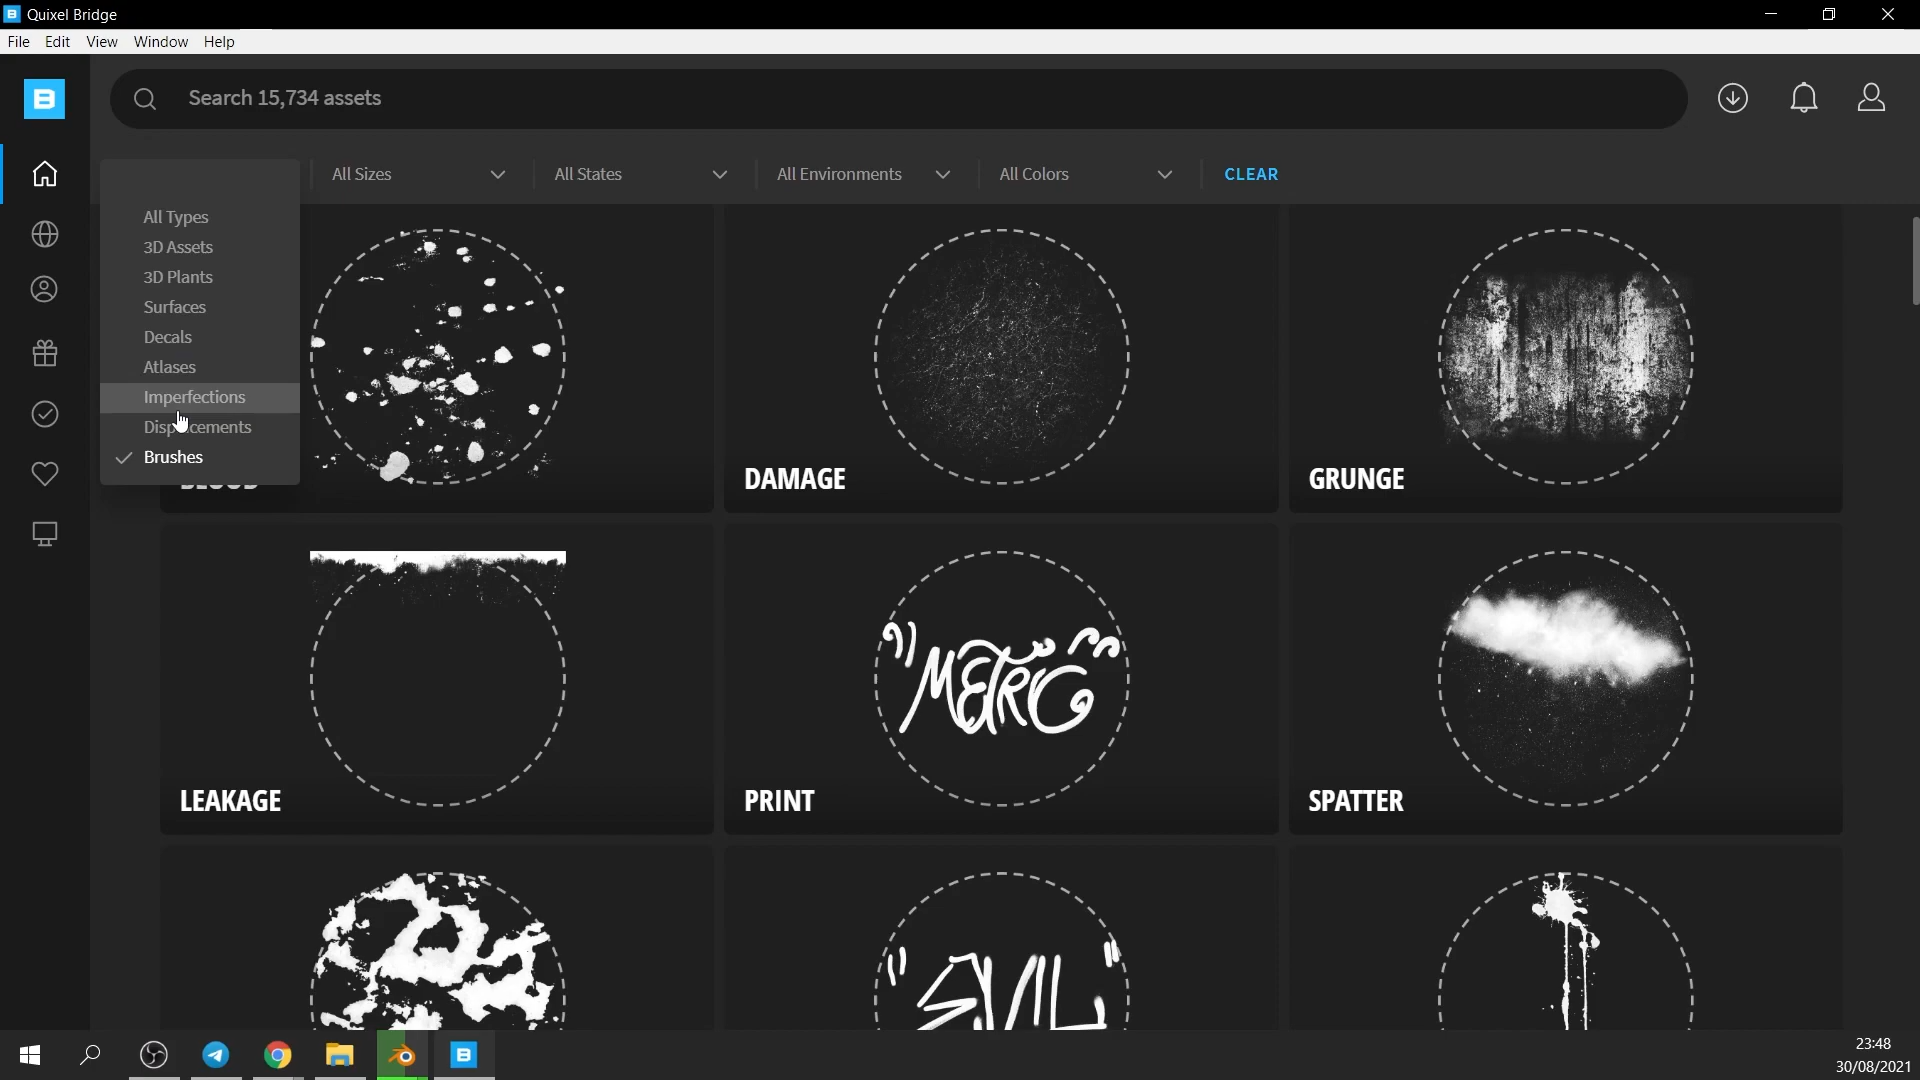 Quixel Bridge
File Edit View Window Help
Search 15,734 assets
All Sizes
All States
All Environments
All Colors
CLEAR
All Types
3D Assets
3D Plants
Surfaces
Decals
Atlases
Imperfections
Displacements
Brushes
BLOOD
DAMAGE
GRUNGE
METRIC
LEAKAGE
PRINT
SPATTER
23:48
30/08/2021